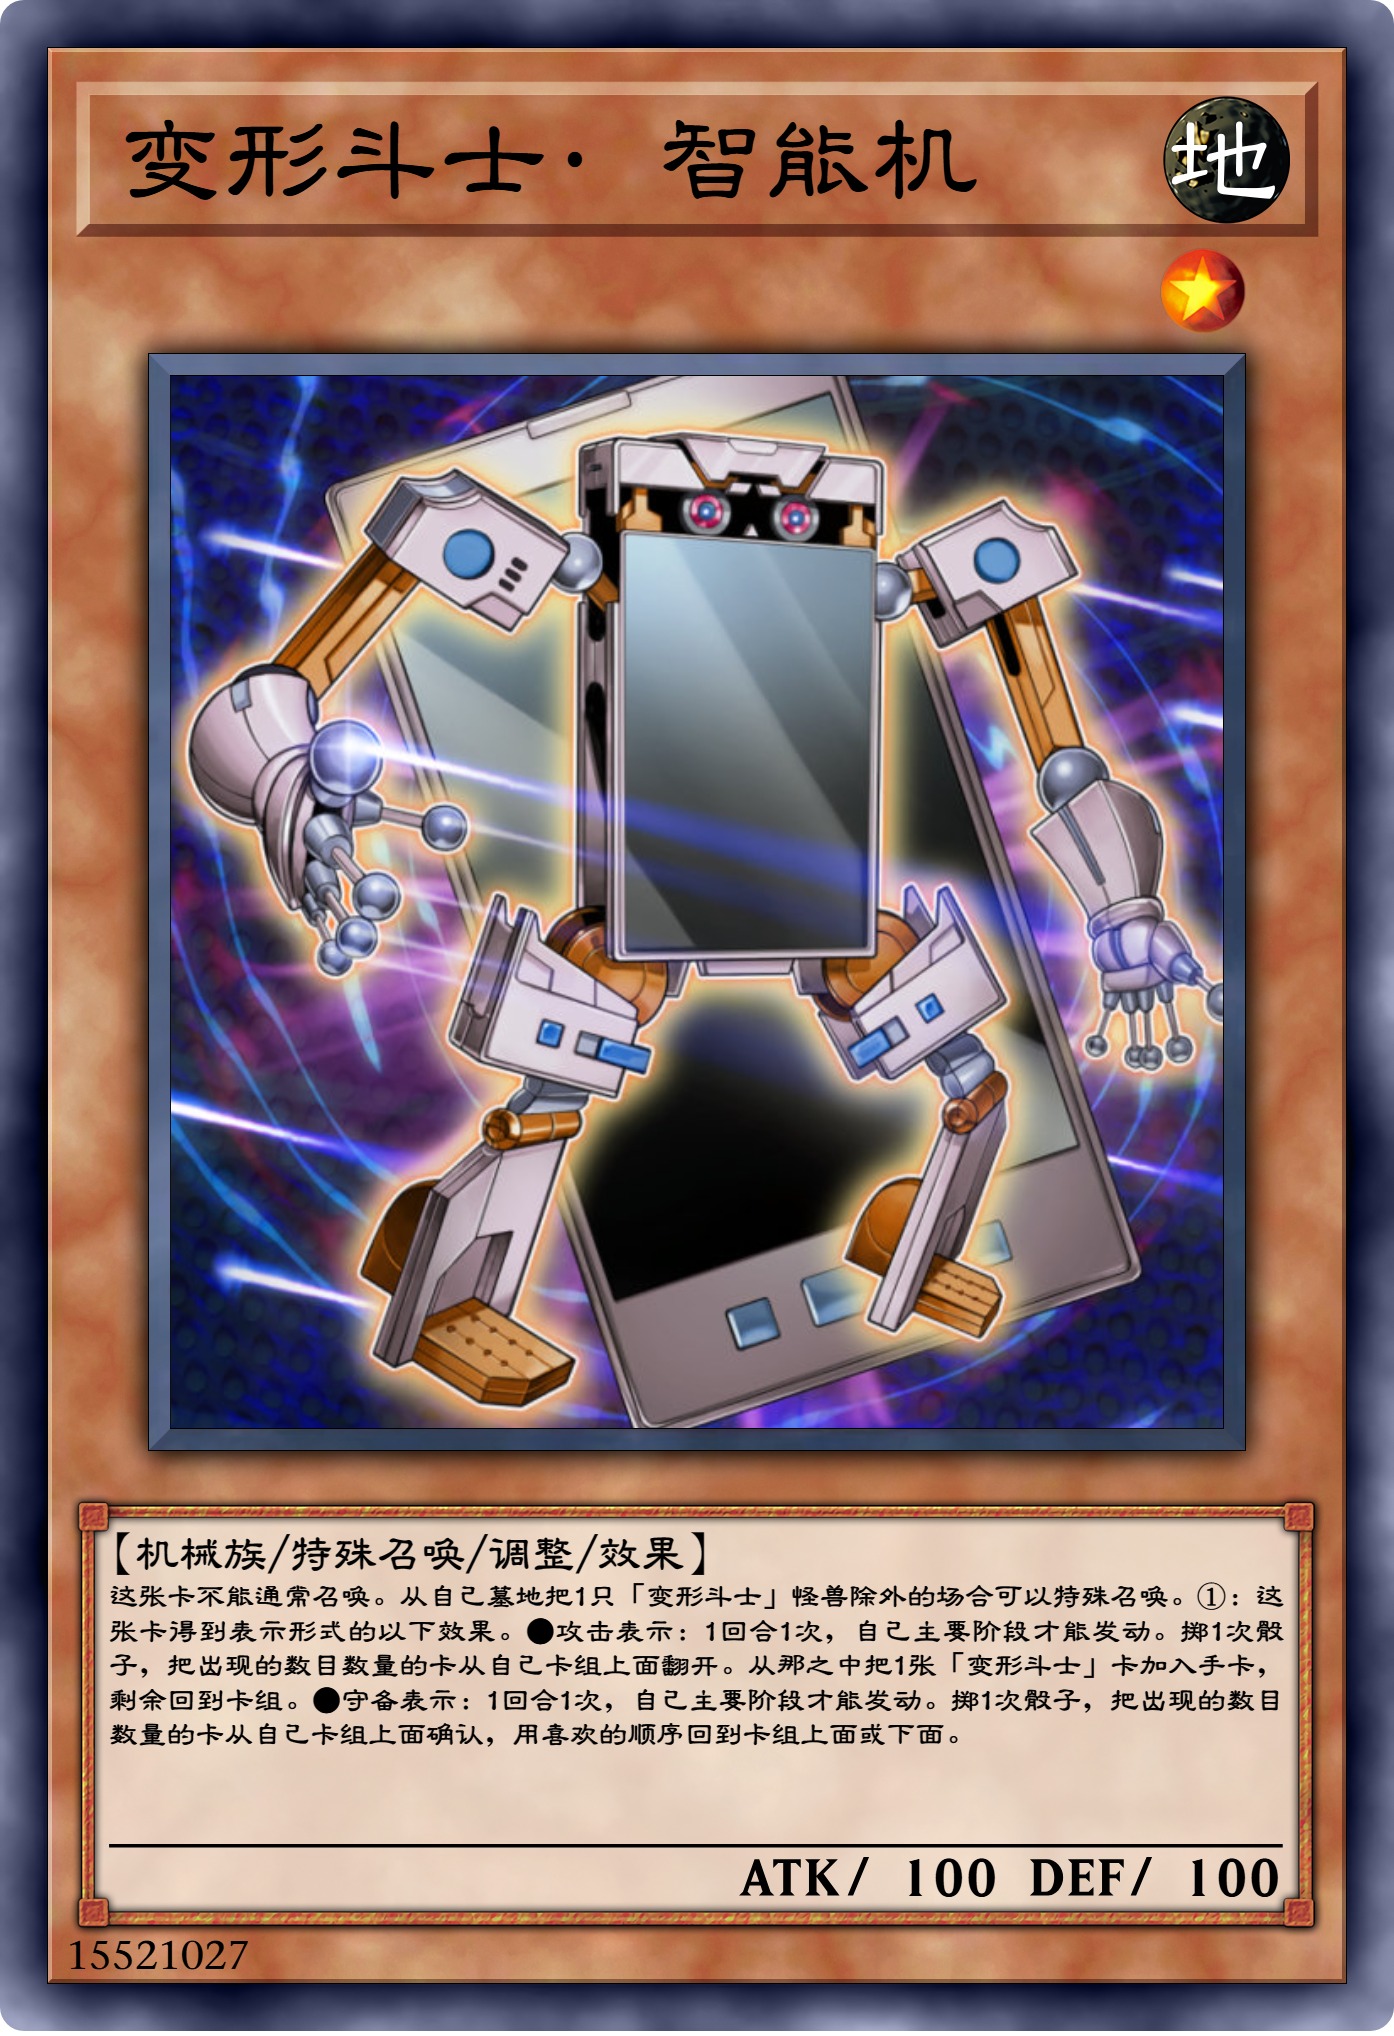 变形斗士·智能机
地
【机械族/特殊召唤/调整/效果】
这张卡不能通常召唤。从自己墓地把1只「变形斗士」怪兽除外的场合可以特殊召唤。①：这
张卡得到表示形式的以下效果。●攻击表示：1回合1次，自己主要阶段才能发动。掷1次骰
子，把出现的数目数量的卡从自己卡组上面翻开。从那之中把1张「变形斗士」卡加入手卡，
剩余回到卡组。●守备表示：1回合1次，自己主要阶段才能发动。掷1次骰子，把出现的数目
数量的卡从自己卡组上面确认，用喜欢的顺序回到卡组上面或下面。
ATK/ 100 DEF/ 100
15521027